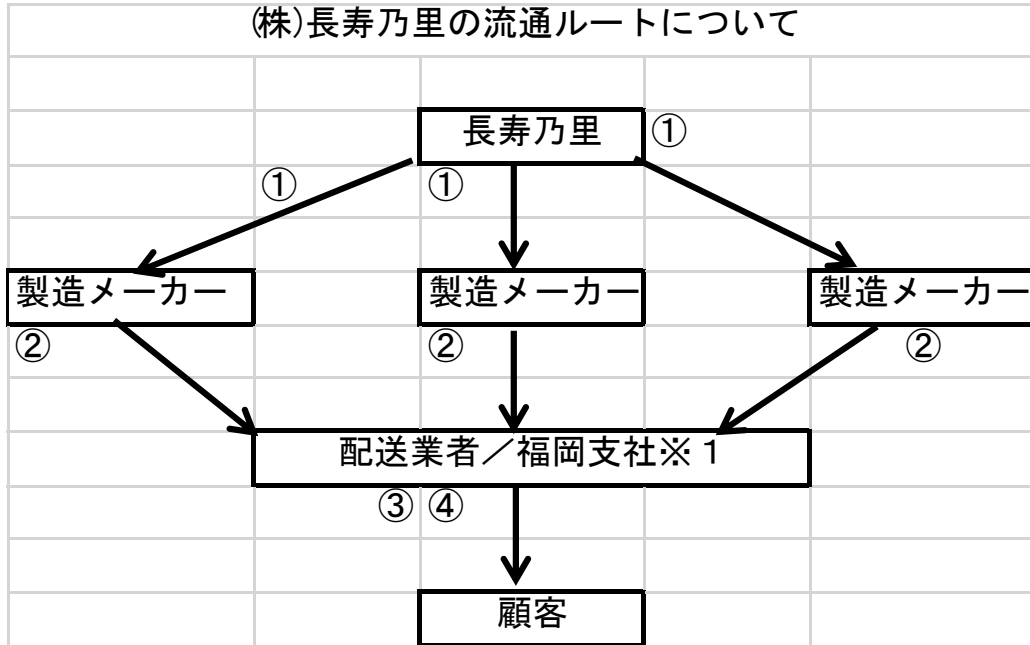 ㈱長寿乃里の流通ルートについて
長寿乃里 ①
① ①
製造メーカー 製造メーカー 製造メーカー
② ② ②
配送業者／福岡支社※１
③ ④
顧客